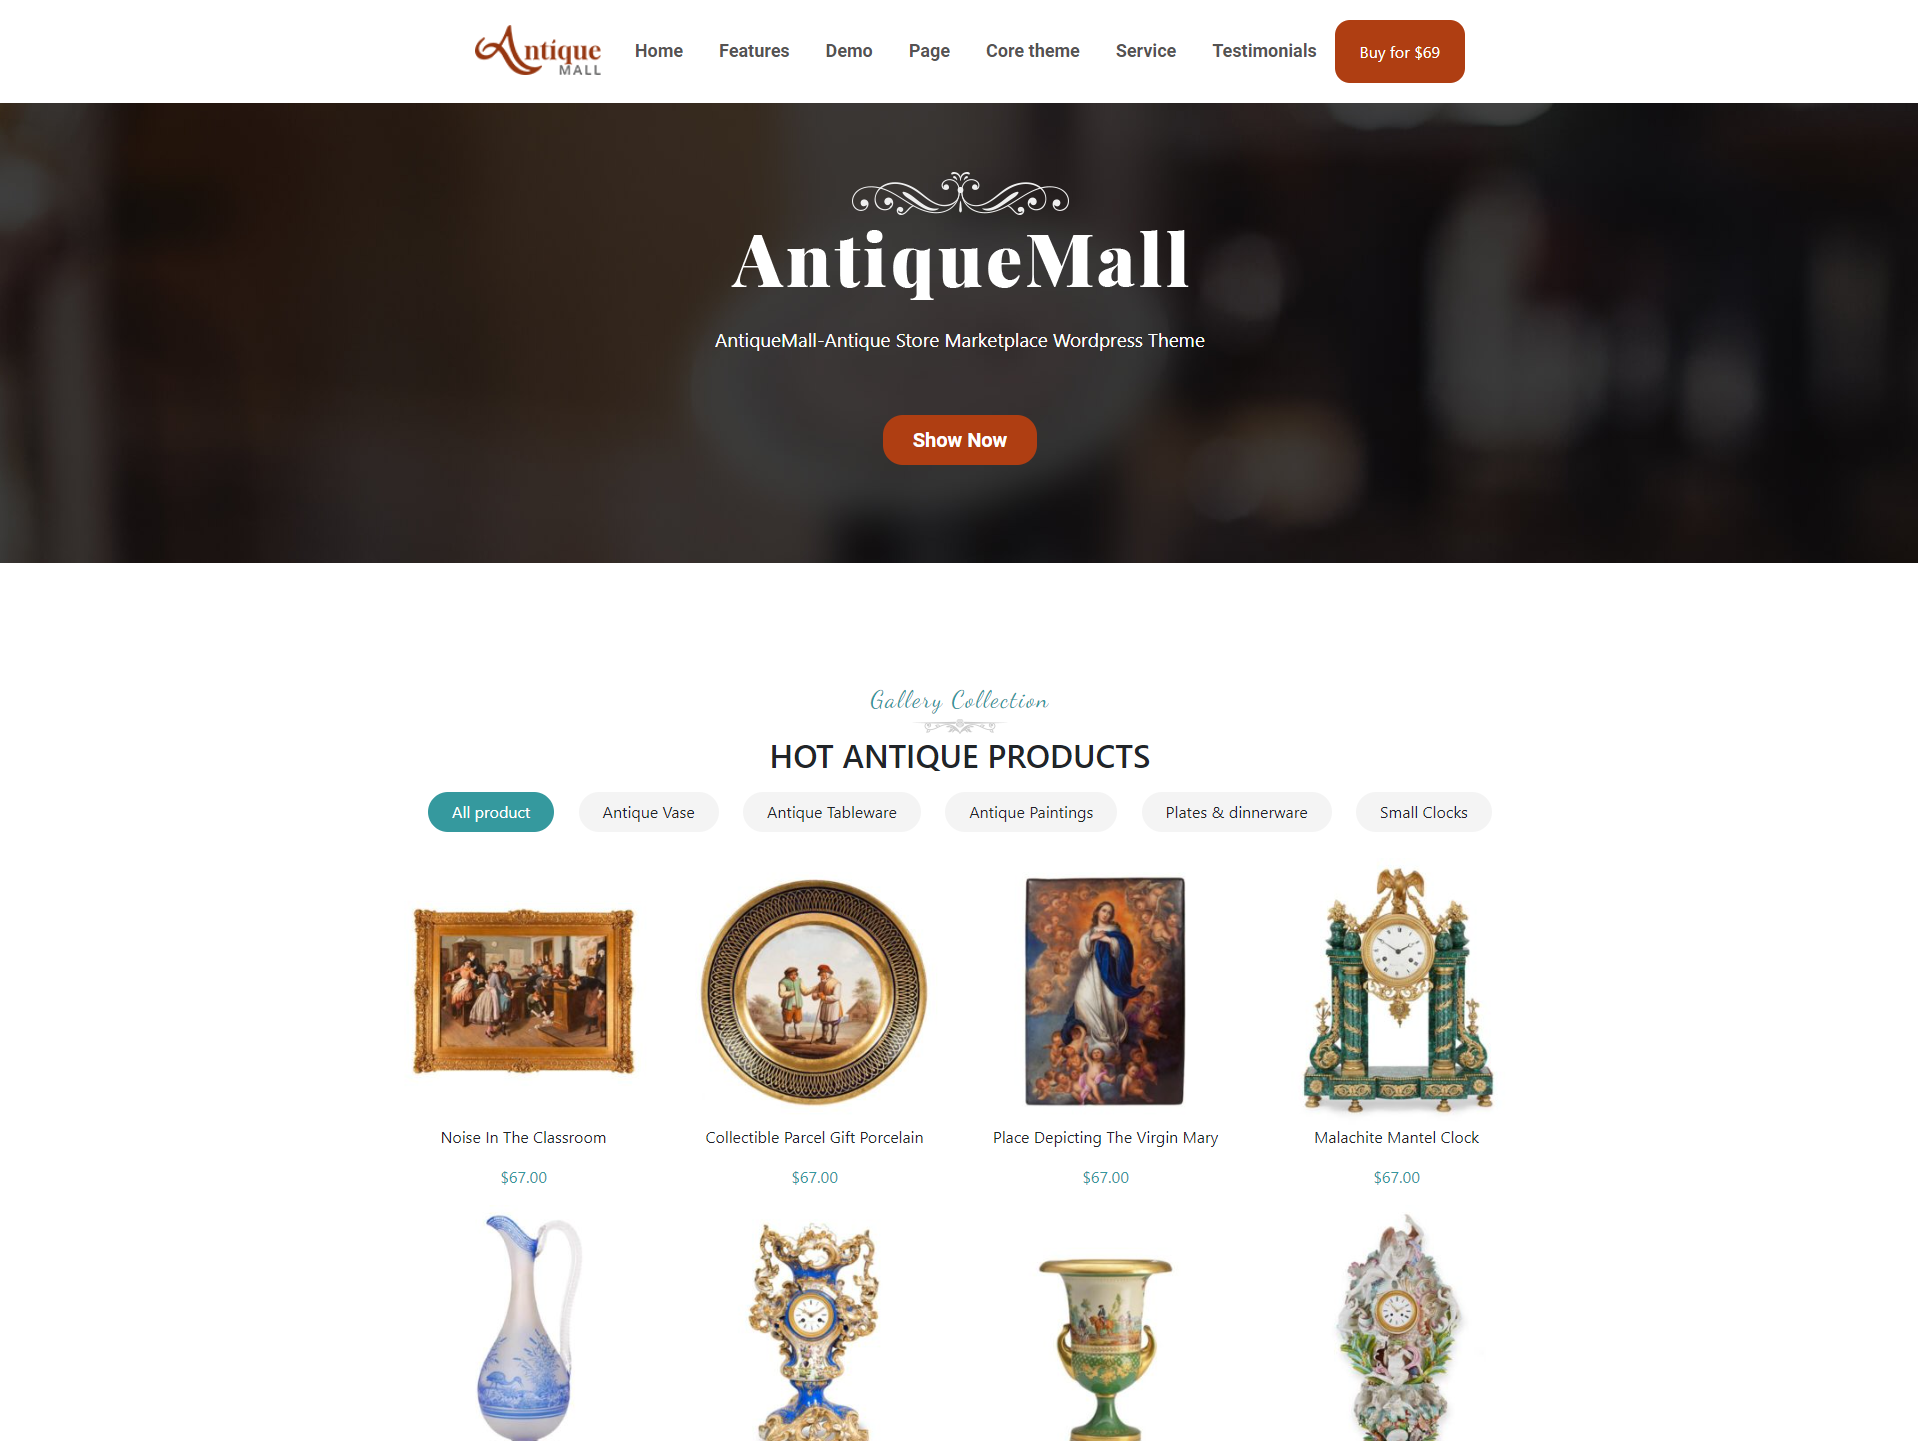 Antique
MALL
Home Features Demo Page Core theme Service Testimonials Buy for $69
AntiqueMall
AntiqueMall-Antique Store Marketplace Wordpress Theme
Show Now
Gallery Collection
HOT ANTIQUE PRODUCTS
All product Antique Vase Antique Tableware Antique Paintings Plates & dinnerware Small Clocks
Noise In The Classroom Collectible Parcel Gift Porcelain Place Depicting The Virgin Mary Malachite Mantel Clock
$67.00 $67.00 $67.00 $67.00